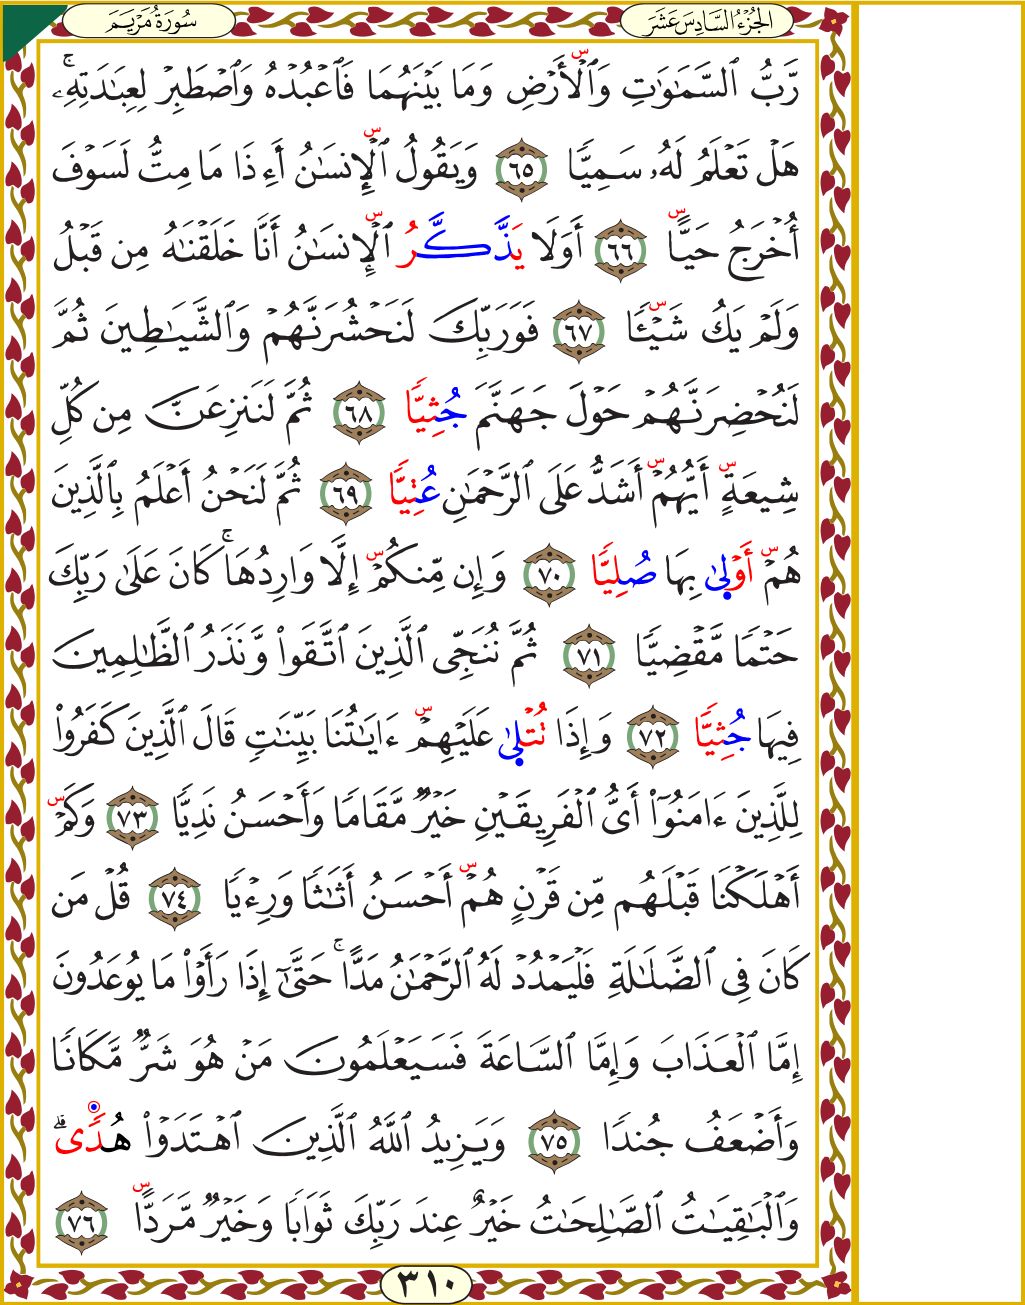 سُورَةُ مَرْيَمَ
الجُزْءُ السَّادِسَ عَشَرَ
رَّبُّ ٱلسَّمَٰوَٰتِ وَٱلۡأَرۡضِ وَمَا بَيۡنَهُمَا فَٱعۡبُدۡهُ وَٱصۡطَبِرۡ لِعِبَٰدَتِهِۦۚ
هَلۡ تَعۡلَمُ لَهُۥ سَمِيّٗا ٦٥ وَيَقُولُ ٱلۡإِنسَٰنُ أَءِذَا مَا مِتُّ لَسَوۡفَ
أُخۡرَجُ حَيًّا ٦٦ أَوَلَا يَذَّكَّرُ ٱلۡإِنسَٰنُ أَنَّا خَلَقۡنَٰهُ مِن قَبۡلُ
وَلَمۡ يَكُ شَيۡـٔٗا ٦٧ فَوَرَبِّكَ لَنَحۡشُرَنَّهُمۡ وَٱلشَّيَٰطِينَ ثُمَّ
لَنُحۡضِرَنَّهُمۡ حَوۡلَ جَهَنَّمَ جُثِيّٗا ٦٨ ثُمَّ لَنَنزِعَنَّ مِن كُلِّ
شِيعَةٍ أَيُّهُمۡ أَشَدُّ عَلَى ٱلرَّحۡمَٰنِ عُتِيّٗا ٦٩ ثُمَّ لَنَحۡنُ أَعۡلَمُ بِٱلَّذِينَ
هُمۡ أَوۡلَىٰ بِهَا صُلِيّٗا ٧٠ وَإِن مِّنكُمۡ إِلَّا وَارِدُهَاۚ كَانَ عَلَىٰ رَبِّكَ
حَتۡمٗا مَّقۡضِيّٗا ٧١ ثُمَّ نُنَجِّي ٱلَّذِينَ ٱتَّقَواْ وَّنَذَرُ ٱلظَّٰلِمِينَ
فِيهَا جُثِيّٗا ٧٢ وَإِذَا تُتۡلَىٰ عَلَيۡهِمۡ ءَايَٰتُنَا بَيِّنَٰتٖ قَالَ ٱلَّذِينَ كَفَرُواْ
لِلَّذِينَ ءَامَنُوٓاْ أَيُّ ٱلۡفَرِيقَيۡنِ خَيۡرٞ مَّقَامٗا وَأَحۡسَنُ نَدِيّٗا ٧٣ وَكَمۡ
أَهۡلَكۡنَا قَبۡلَهُم مِّن قَرۡنٍ هُمۡ أَحۡسَنُ أَثَٰثٗا وَرِءۡيٗا ٧٤ قُلۡ مَن
كَانَ فِي ٱلضَّلَٰلَةِ فَلۡيَمۡدُدۡ لَهُ ٱلرَّحۡمَٰنُ مَدًّاۚ حَتَّىٰٓ إِذَا رَأَوۡاْ مَا يُوعَدُونَ
إِمَّا ٱلۡعَذَابَ وَإِمَّا ٱلسَّاعَةَ فَسَيَعۡلَمُونَ مَنۡ هُوَ شَرّٞ مَّكَانٗا
وَأَضۡعَفُ جُندٗا ٧٥ وَيَزِيدُ ٱللَّهُ ٱلَّذِينَ ٱهۡتَدَوۡاْ هُدٗىۗ
وَٱلۡبَٰقِيَٰتُ ٱلصَّٰلِحَٰتُ خَيۡرٌ عِندَ رَبِّكَ ثَوَابٗا وَخَيۡرٞ مَّرَدًّا ٧٦
٣١٠